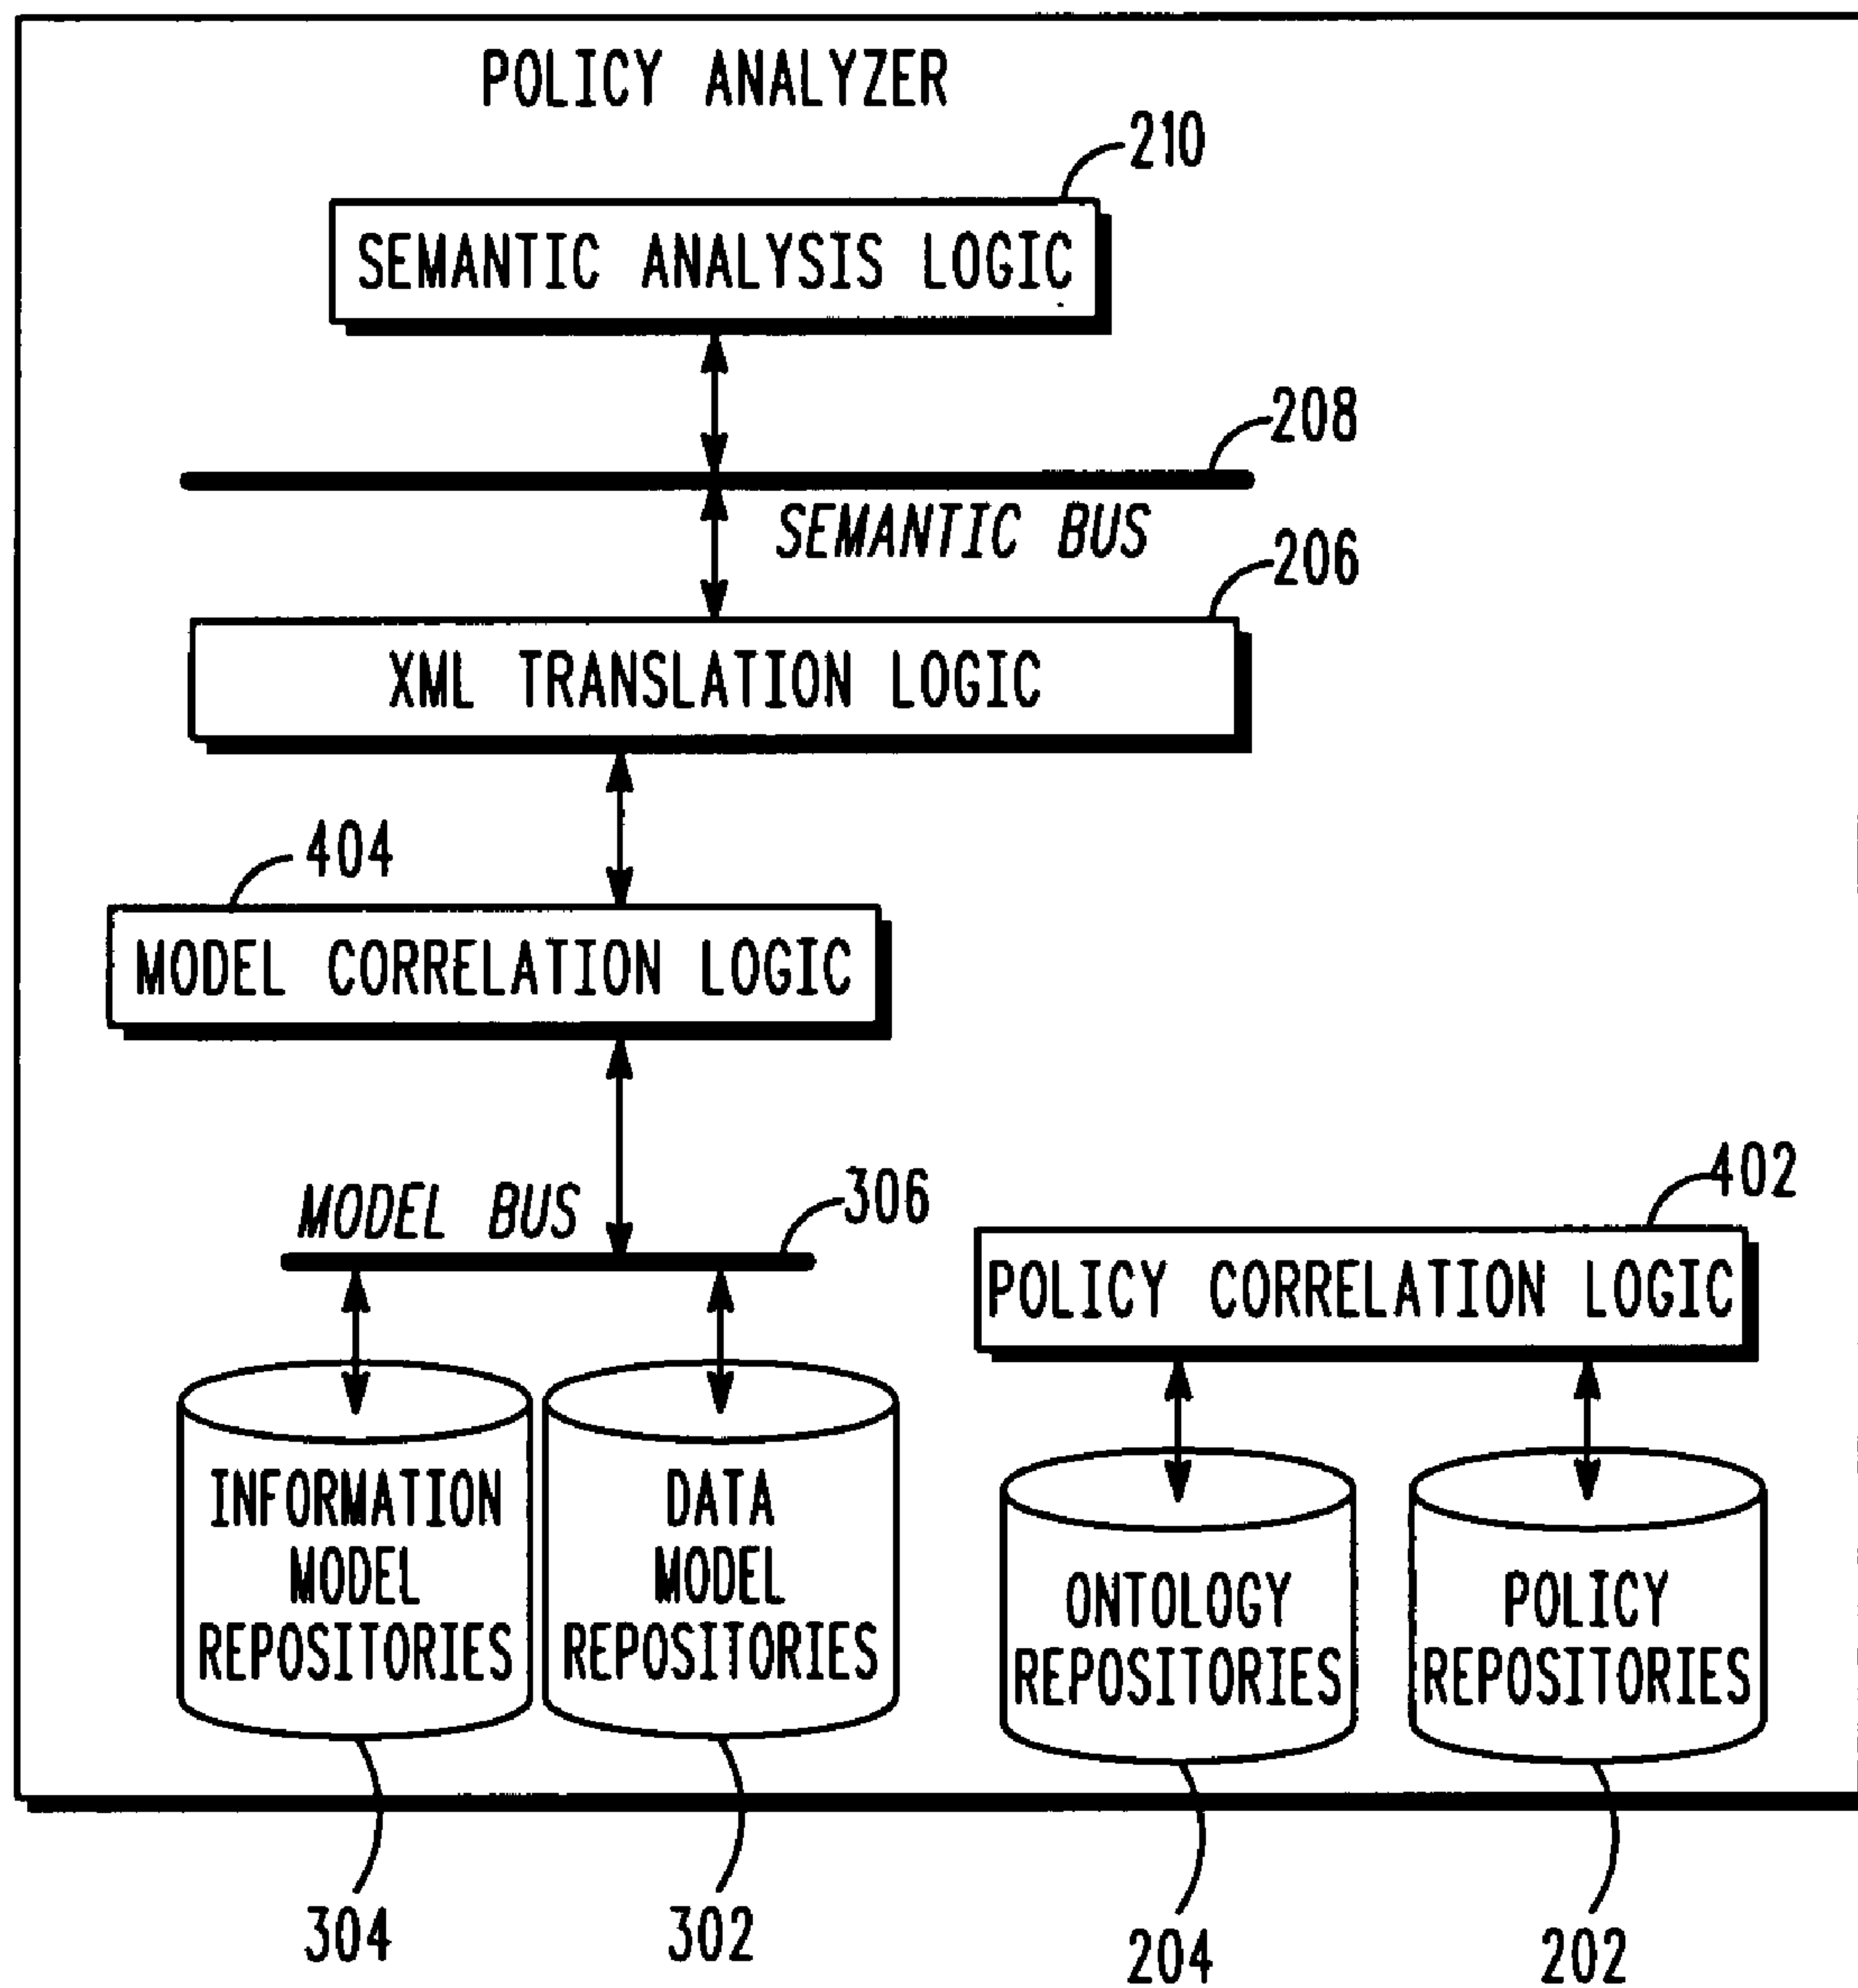 POLICY ANALYZER
210
SEMANTIC ANALYSIS LOGIC
208
SEMANTIC BUS
206
XML TRANSLATION LOGIC
404
MODEL CORRELATION LOGIC
MODEL BUS
306
402
POLICY CORRELATION LOGIC
INFORMATION
MODEL
REPOSITORIES
DATA
MODEL
REPOSITORIES
ONTOLOGY
REPOSITORIES
POLICY
REPOSITORIES
304
302
204
202